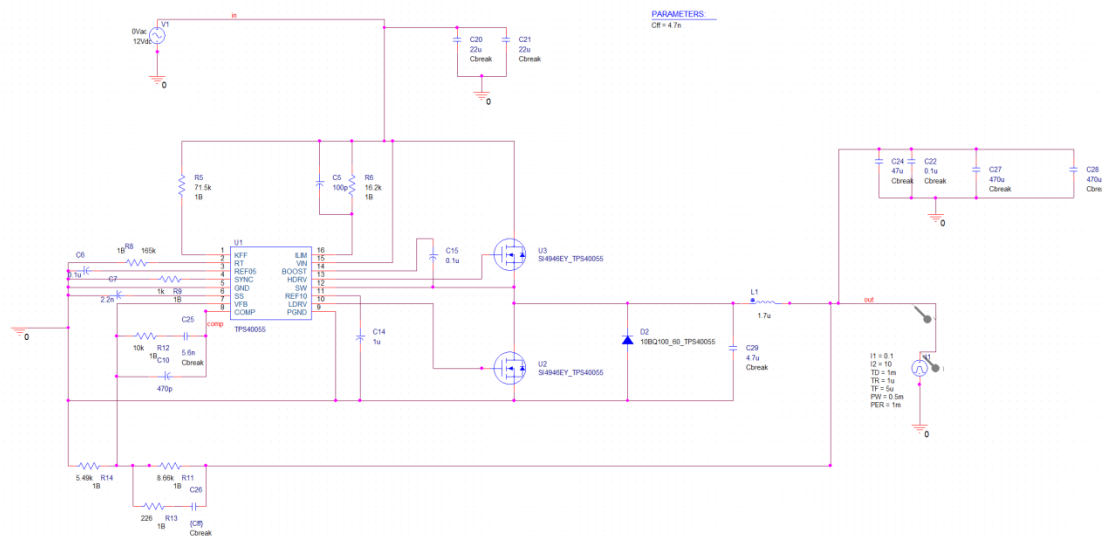 PARAMETERS:
Cff = 4.7n
in
V1
0Vac
12Vdc
0
C20
22u
Cbreak
C21
22u
Cbreak
0
R5
71.5k
1B
C5
100p
R6
16.2k
1B
C24
47u
Cbreak
C22
0.1u
Cbreak
C27
470u
Cbreak
C28
470u
0
U1
1 KFF ILIM 16
2 RT VIN 15
3 REF05 BOOST 14
4 SYNC HDRV 13
5 GND SW 12
6 SS REF10 11
7 VFB LDRV 10
8 COMP PGND 9
TPS40055
R8
1B 165k
C6
0.1u
C7
2.2n
1k R9
1B
C15
0.1u
U3
SI4946EY_TPS40055
C14
1u
U2
SI4946EY_TPS40055
D2
10BQ100_60_TPS40055
L1
1.7u
C29
4.7u
Cbreak
out
0
comp
C25
5.6n
Cbreak
10k R12
1B
C10
470p
I1 = 0.1
I2 = 10
TD = 1m
TR = 1u
TF = 5u
PW = 0.5m
PER = 1m
0
5.49k R14
1B
8.66k R11
1B
C26
{Cff}
Cbreak
226 R13
1B